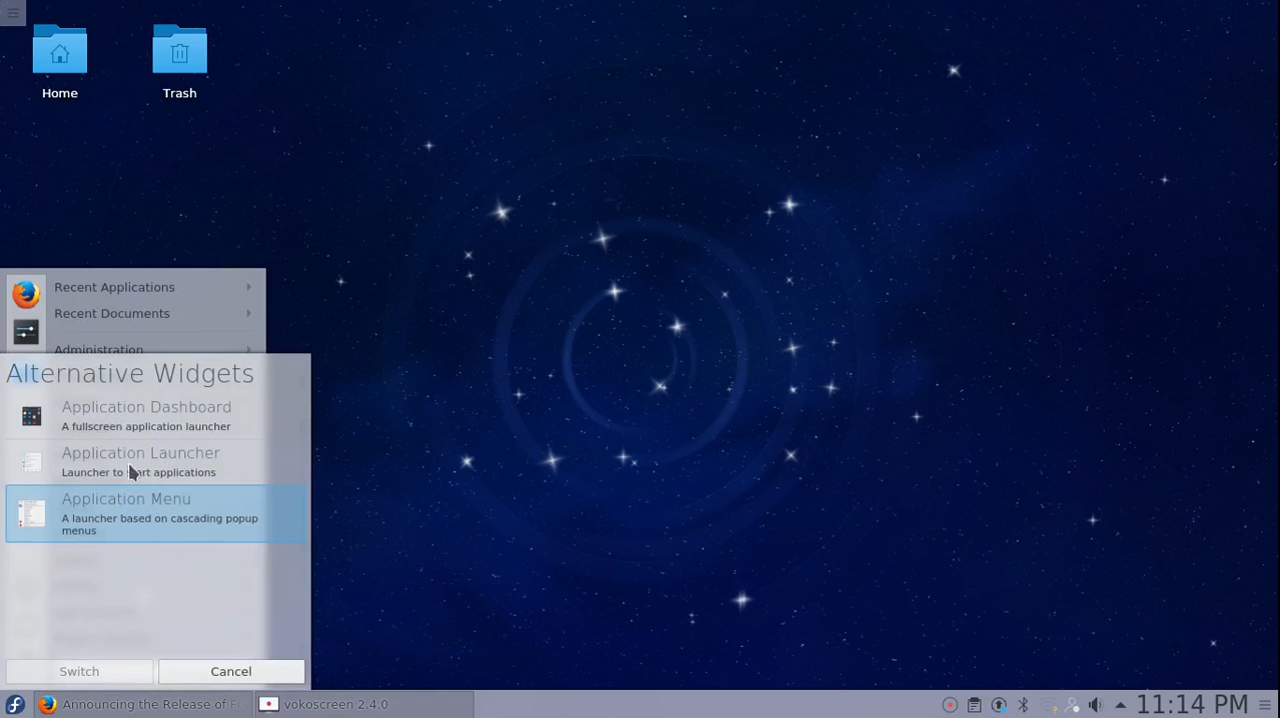 Home
Trash
Recent Applications
Recent Documents
Administration
Alternative Widgets
Application Dashboard
A fullscreen application launcher
Application Launcher
Launcher to applications
Application Menu
A launcher based on cascading popup
menus
Switch
Cancel
Announcing the Release of
vokoscreen 2.4.0
11:14 PM